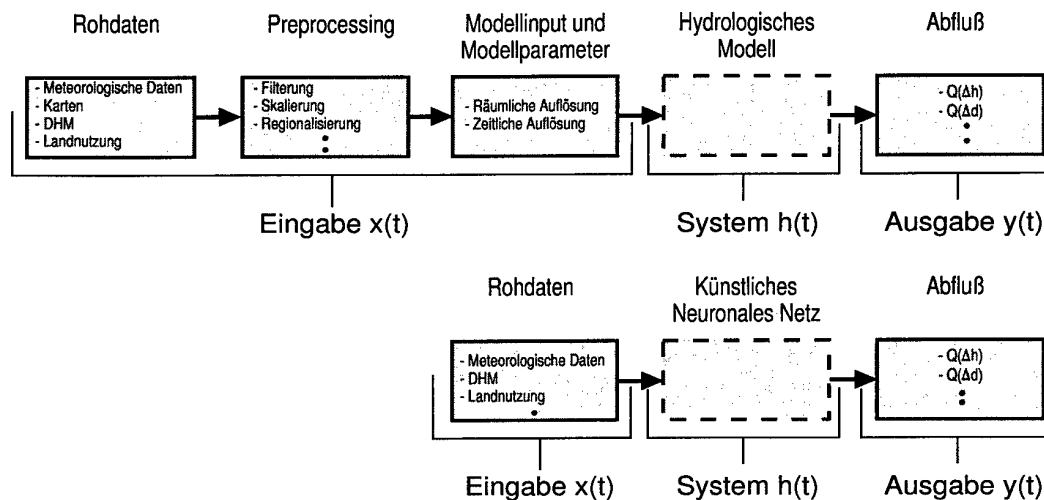 Rohdaten
Preprocessing
Modellinput und
Modellparameter
Hydrologisches
Modell
Abfluß
- Meteorologische Daten
- Karten
- DHM
- Landnutzung
- Filterung
- Skalierung
- Regionalisierung
- Räumliche Auflösung
- Zeitliche Auflösung
- Q(Δh)
- Q(Δd)
Eingabe x(t)
System h(t)
Ausgabe y(t)
Rohdaten
Künstliches
Neuronales Netz
Abfluß
- Meteorologische Daten
- DHM
- Landnutzung
- Q(Δh)
- Q(Δd)
Eingabe x(t)
System h(t)
Ausgabe y(t)